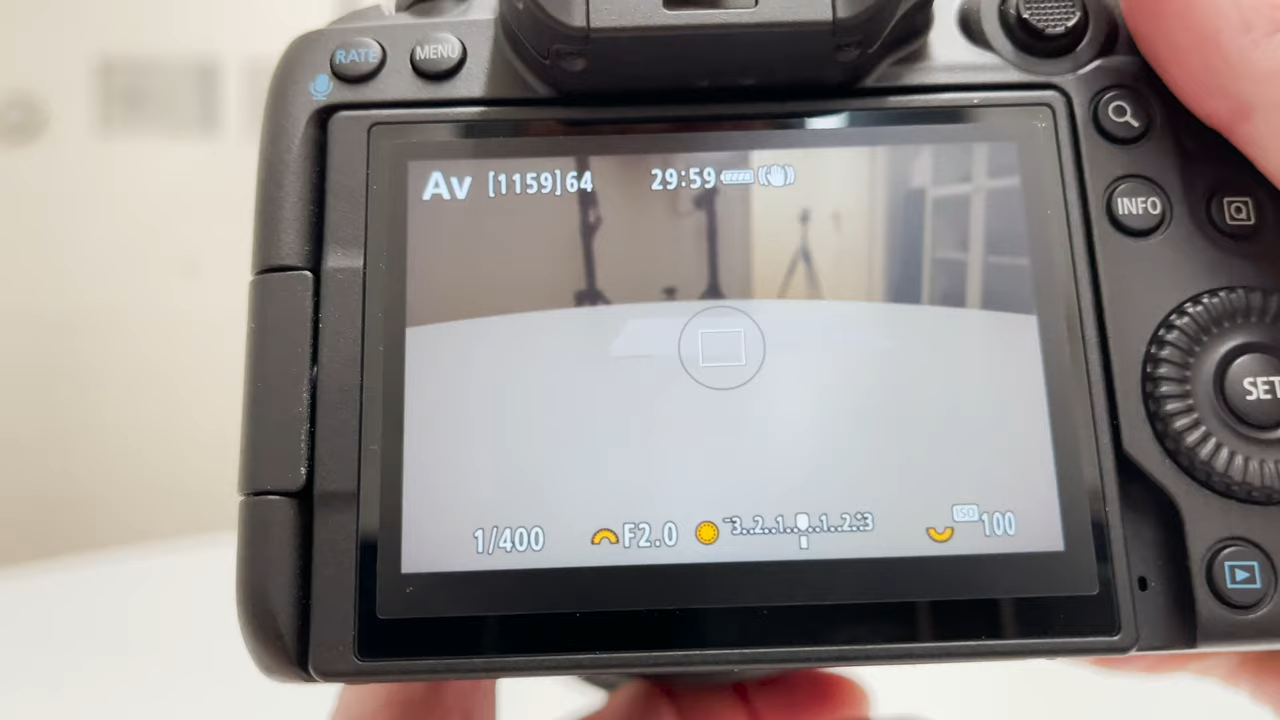 RATE MENU
Av [1159]64 29:59
INFO
Q
SET
1/400 F2.0 -3..2..1..0..1..2..+3 ISO 100